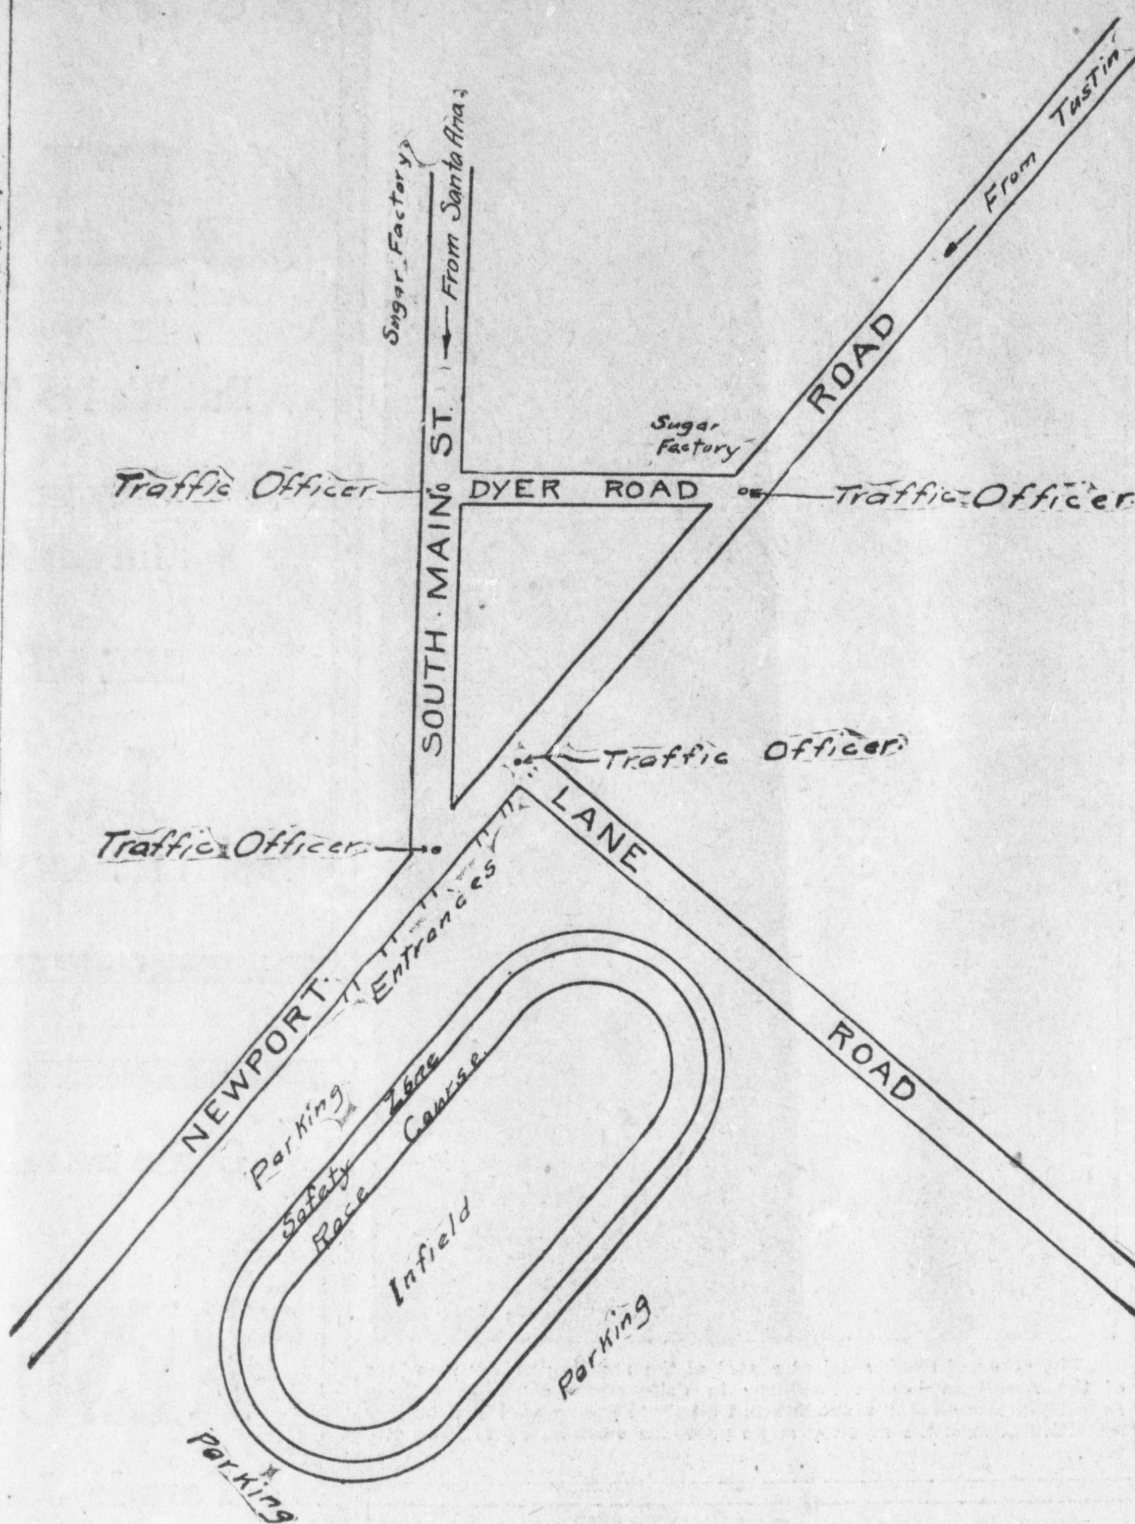 From Tustin
Sugar Factory
From Santa Ana
ROAD
Sugar
Factory
Traffic Officer
DYER ROAD
Traffic Officer
SOUTH MAIN ST.
Traffic Officer
LANE
Traffic Officer
Entrances
NEWPORT
ROAD
Parking
Safety Zone
Race Course
Infield
Parking
Parking